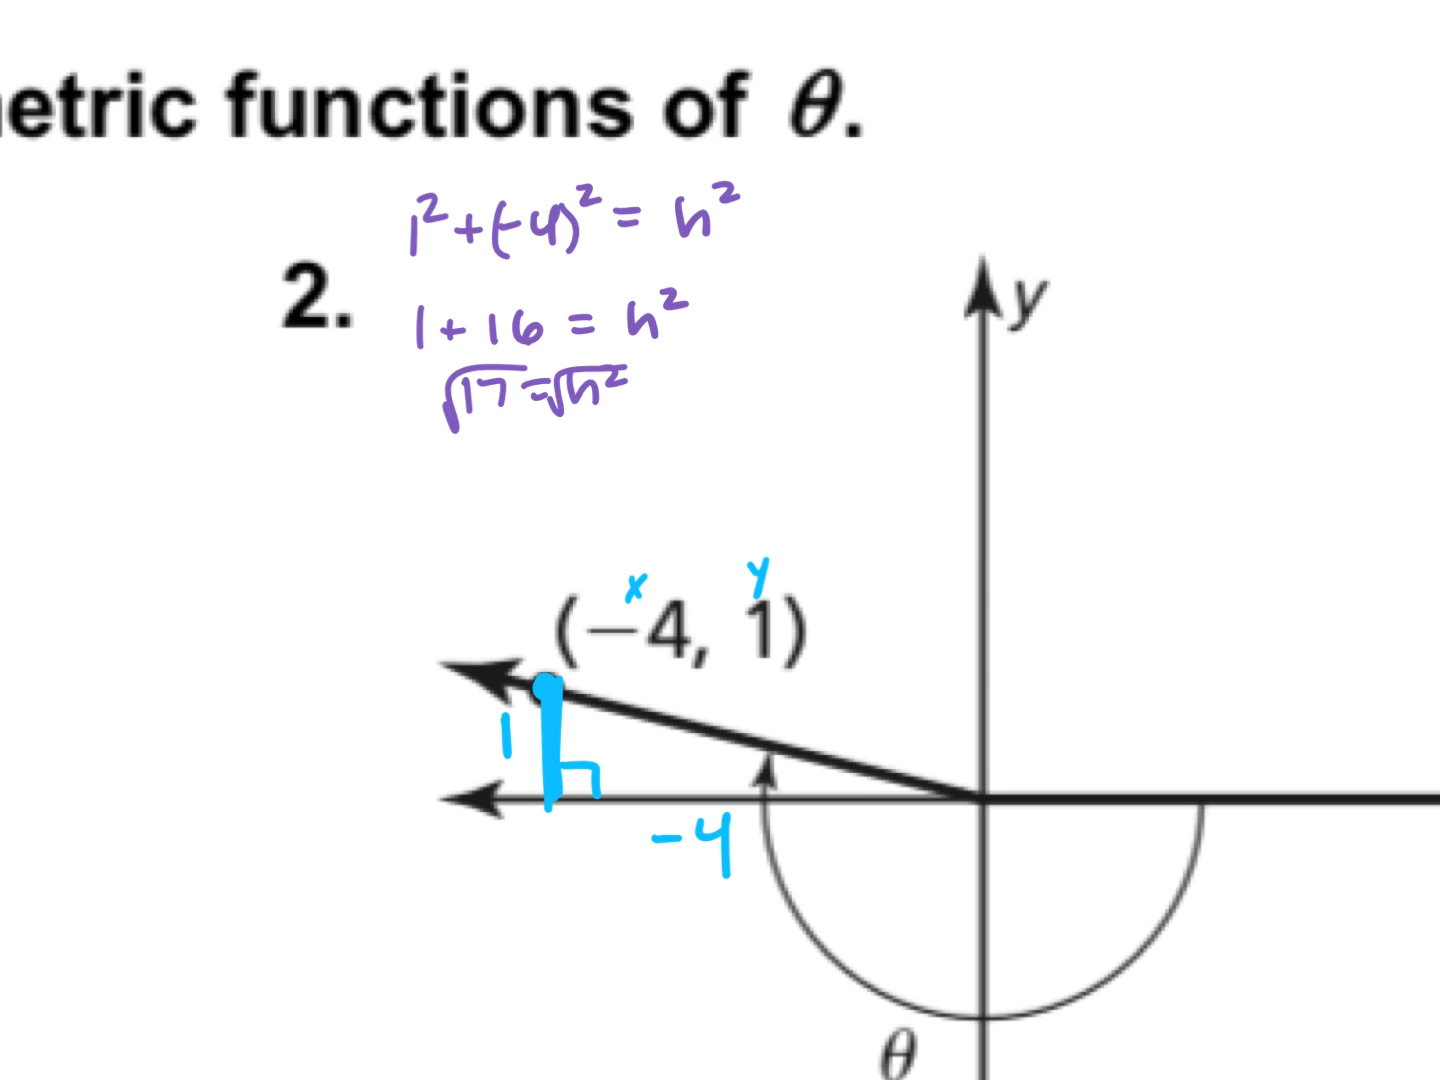 etric functions of θ.
1² + (-4)² = h²
2.
1 + 16 = h²
√17 = √h²
y
x y
(−4, 1)
1
-4
θ